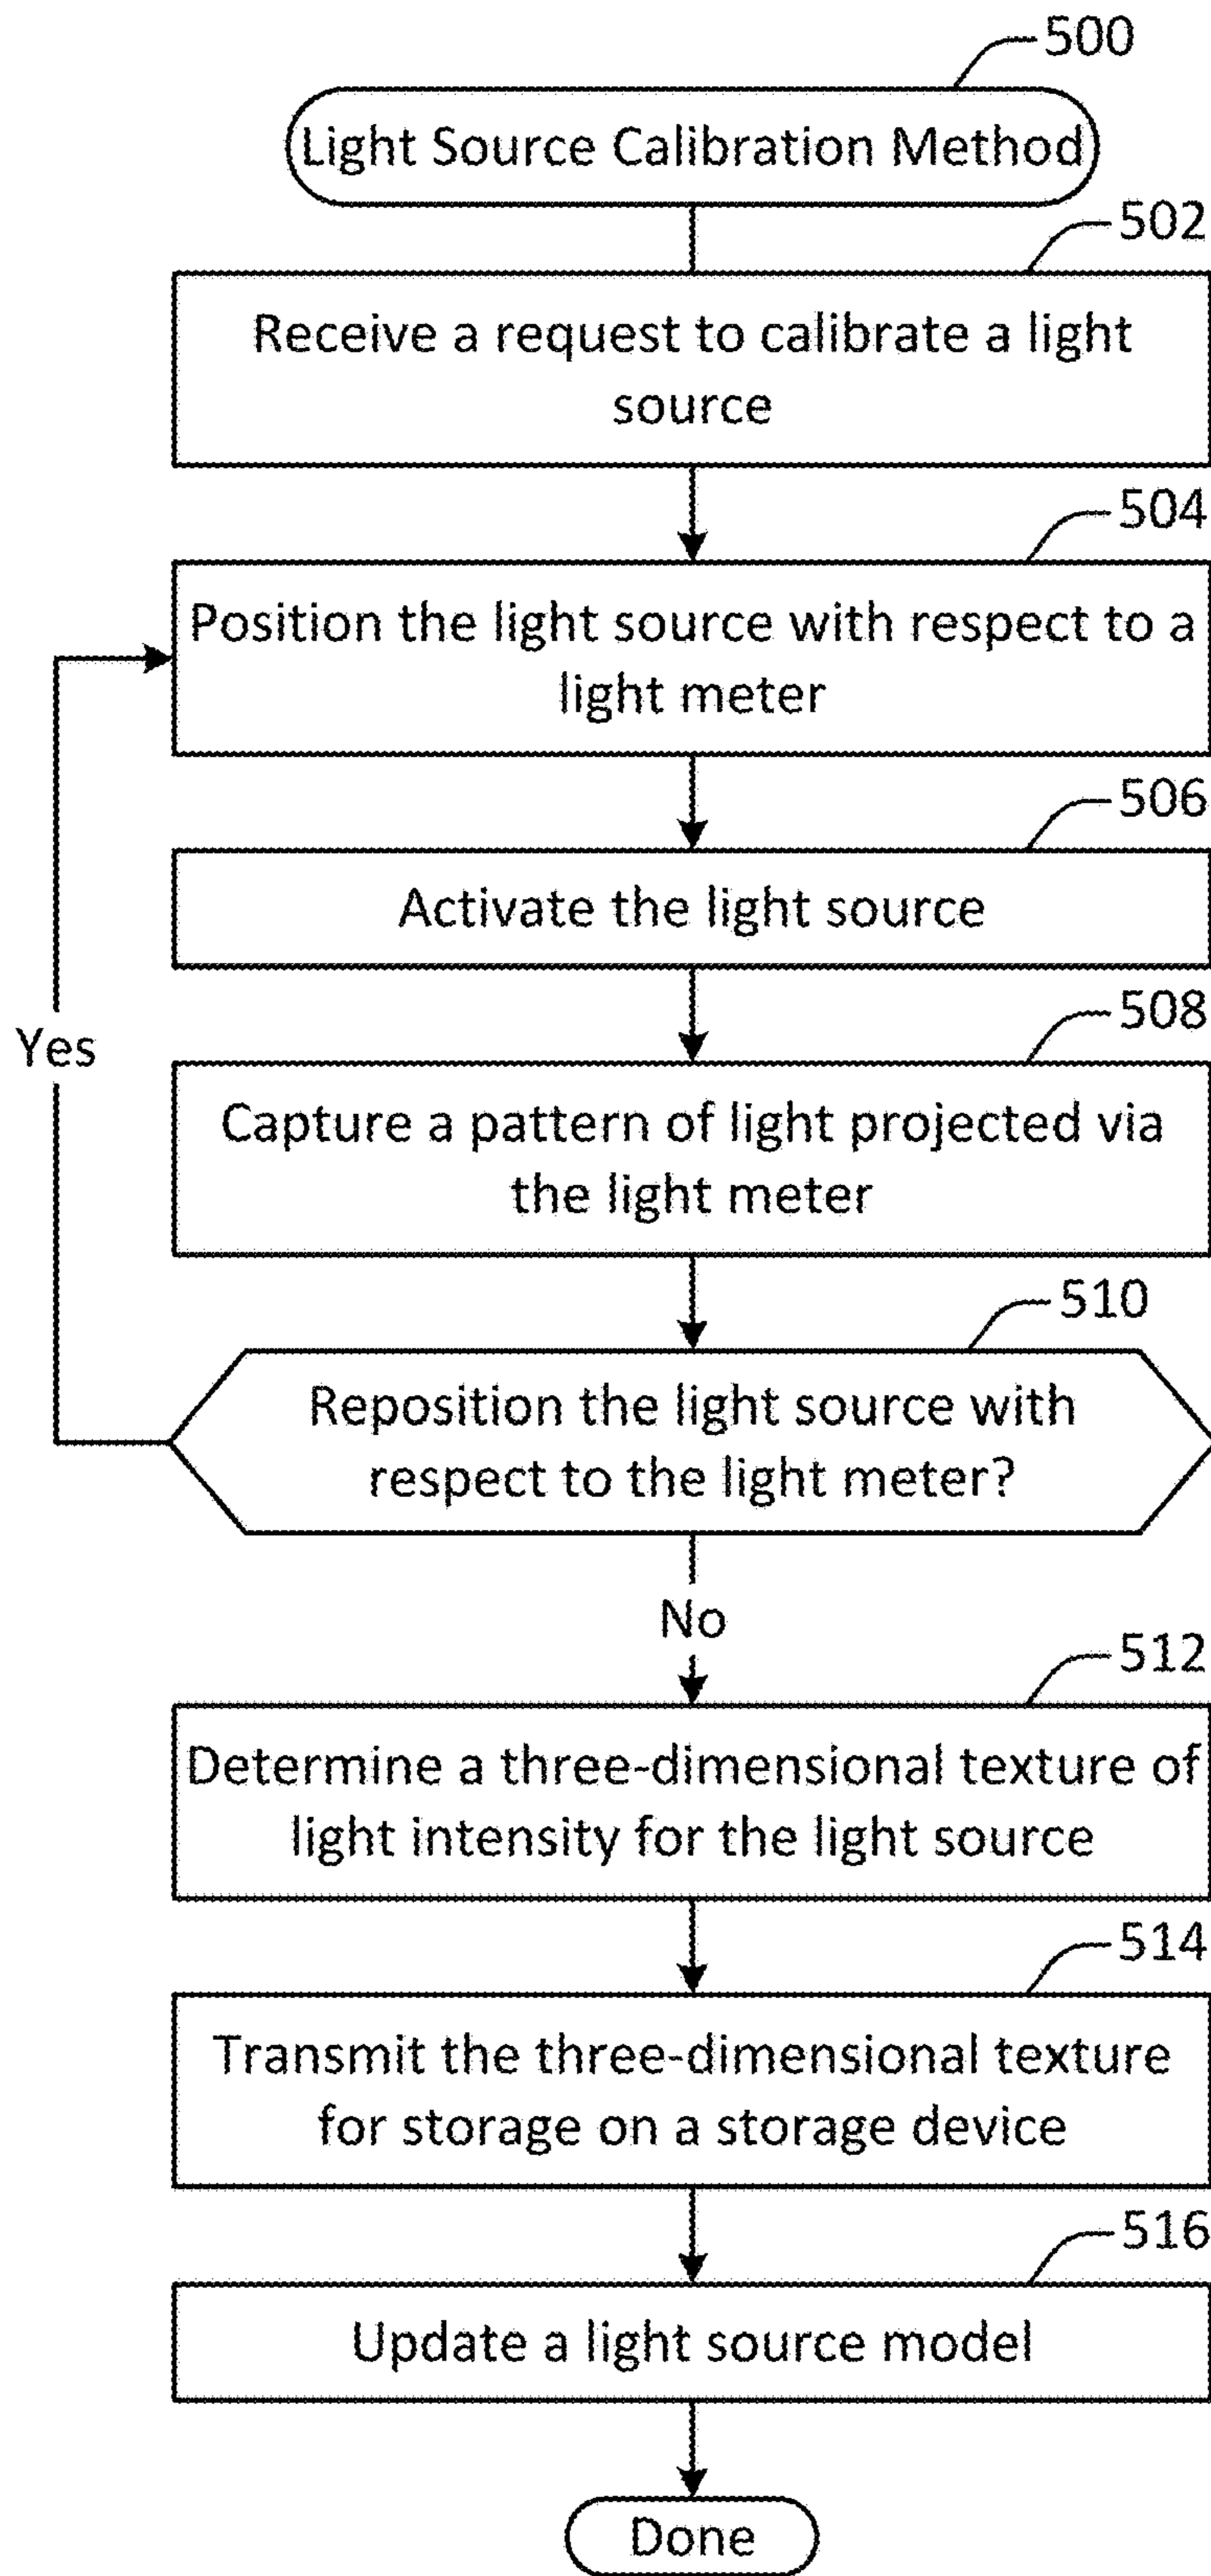 500
Light Source Calibration Method
502
Receive a request to calibrate a light
source
504
Position the light source with respect to a
light meter
506
Activate the light source
508
Yes
Capture a pattern of light projected via
the light meter
510
Reposition the light source with
respect to the light meter?
No
512
Determine a three-dimensional texture of
light intensity for the light source
514
Transmit the three-dimensional texture
for storage on a storage device
516
Update a light source model
Done